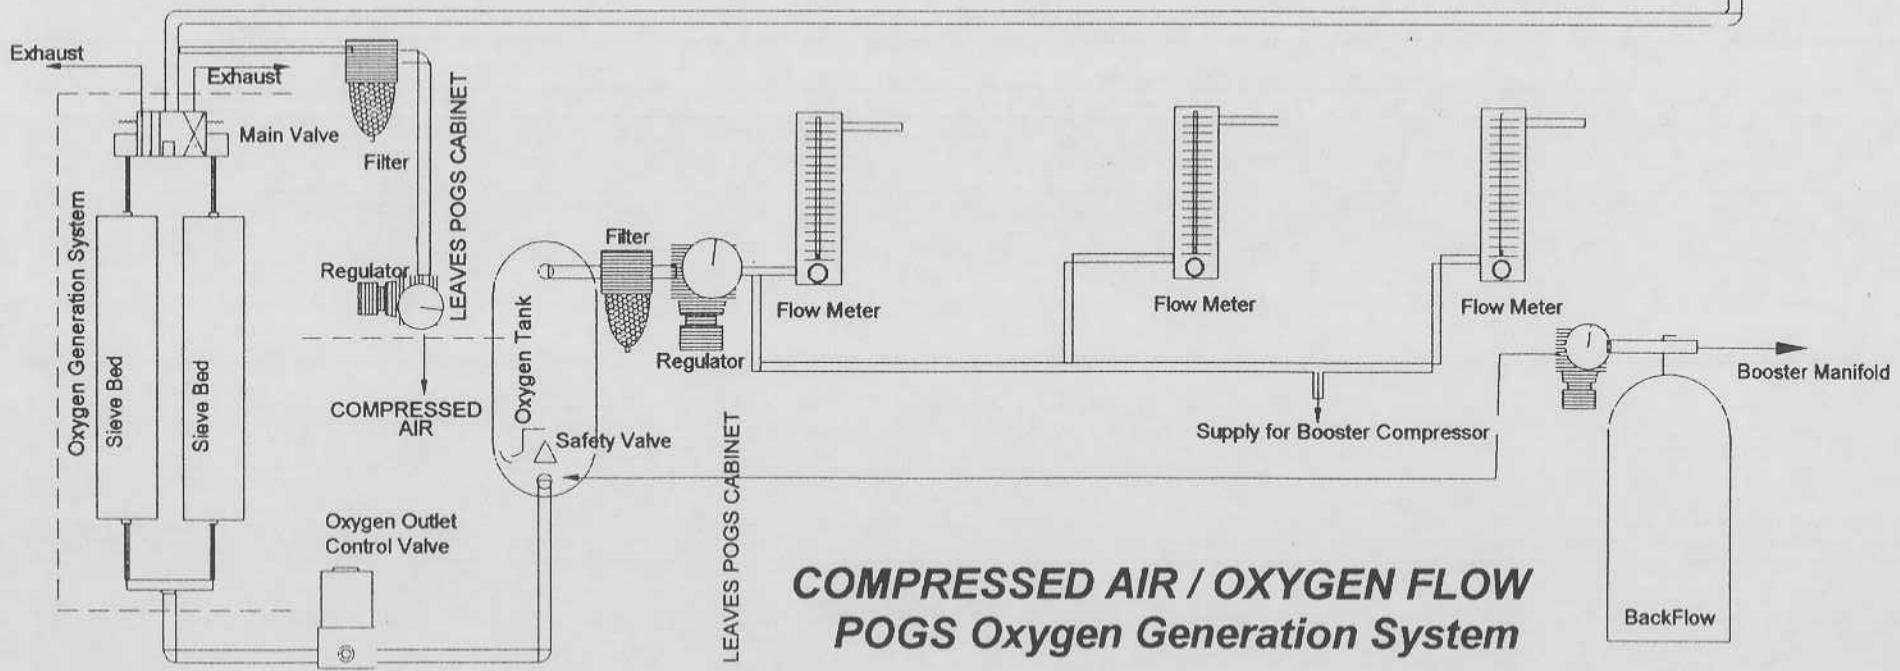 Exhaust
Exhaust
Main Valve
Filter
LEAVES POGS CABINET
Oxygen Generation System
Sieve Bed
Sieve Bed
Regulator
COMPRESSED
AIR
Oxygen Tank
Safety Valve
Filter
Regulator
Flow Meter
Flow Meter
Flow Meter
Booster Manifold
Supply for Booster Compressor
LEAVES POGS CABINET
Oxygen Outlet
Control Valve
BackFlow
COMPRESSED AIR / OXYGEN FLOW
POGS Oxygen Generation System